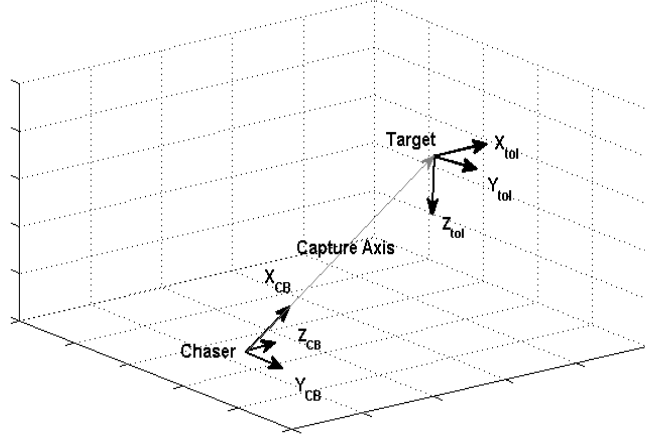 Target
X_tol
Y_tol
Z_tol
Capture Axis
X_CB
Z_CB
Chaser
Y_CB